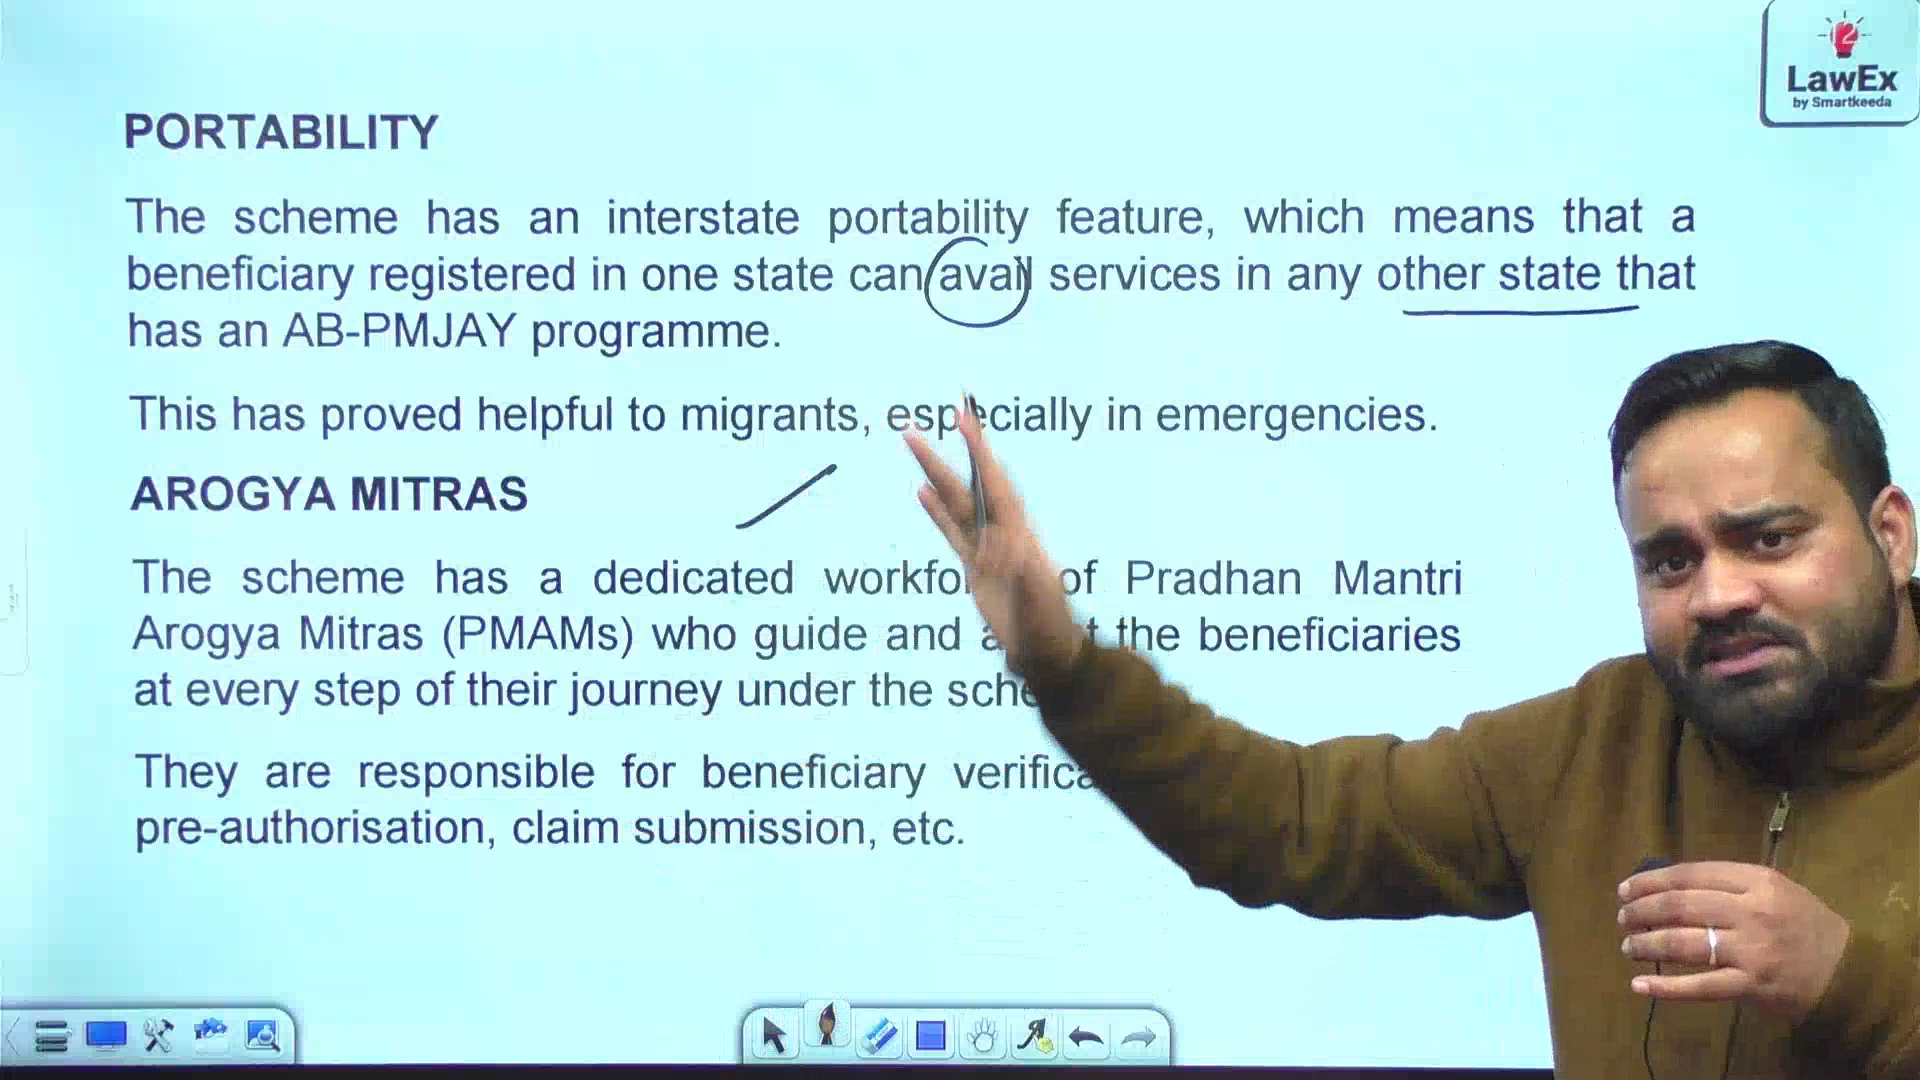 LawEx
by Smartkeeda
PORTABILITY
The scheme has an interstate portability feature, which means that a
beneficiary registered in one state can avail services in any other state that
has an AB-PMJAY programme.
This has proved helpful to migrants, especially in emergencies.
AROGYA MITRAS
The scheme has a dedicated of Pradhan Mantri
Arogya Mitras (PMAMs) who guide and the beneficiaries
at every step of their journey under the
They are responsible for beneficiary
pre-authorisation, claim submission, etc.